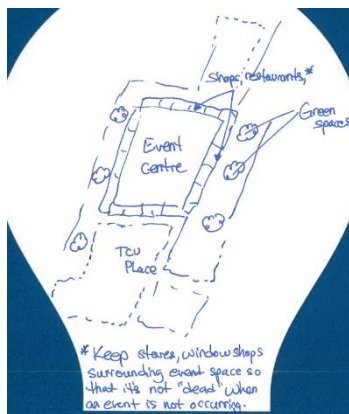 Shops, restaurants,*
Green
spaces
Event
Centre
TCU
Place
* Keep stores, window shops
surrounding event space so
that it's not "dead" when
an event is not occurring.